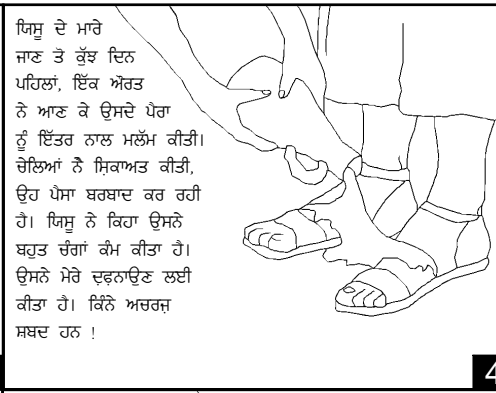 ਯਿਸੂ ਦੇ ਮਾਰੇ
ਜਾਣ ਤੋ ਕੁੱਝ ਦਿਨ
ਪਹਿਲਾਂ, ਇੱਕ ਔਰਤ
ਨੇ ਆਣ ਕੇ ਉਸਦੇ ਪੈਰਾ
ਨੂੰ ਇੱਤਰ ਨਾਲ ਮਲੱਮ ਕੀਤੀ।
ਚੇਲਿਆਂ ਨੈ ਸ਼ਿਕਾਅਤ ਕੀਤੀ,
ਉਹ ਪੈਸਾ ਬਰਬਾਦ ਕਰ ਰਹੀ
ਹੈ। ਯਿਸੂ ਨੇ ਕਿਹਾ ਉਸਨੇ
ਬਹੁਤ ਚੰਗਾਂ ਕੰਮ ਕੀਤਾ ਹੈ।
ਉਸਨੇ ਮੇਰੇ ਦਫ਼ਨਾਉਣ ਲਈ
ਕੀਤਾ ਹੈ। ਕਿੰਨੇ ਅਚਰਜ਼
ਸ਼ਬਦ ਹਨ !
4